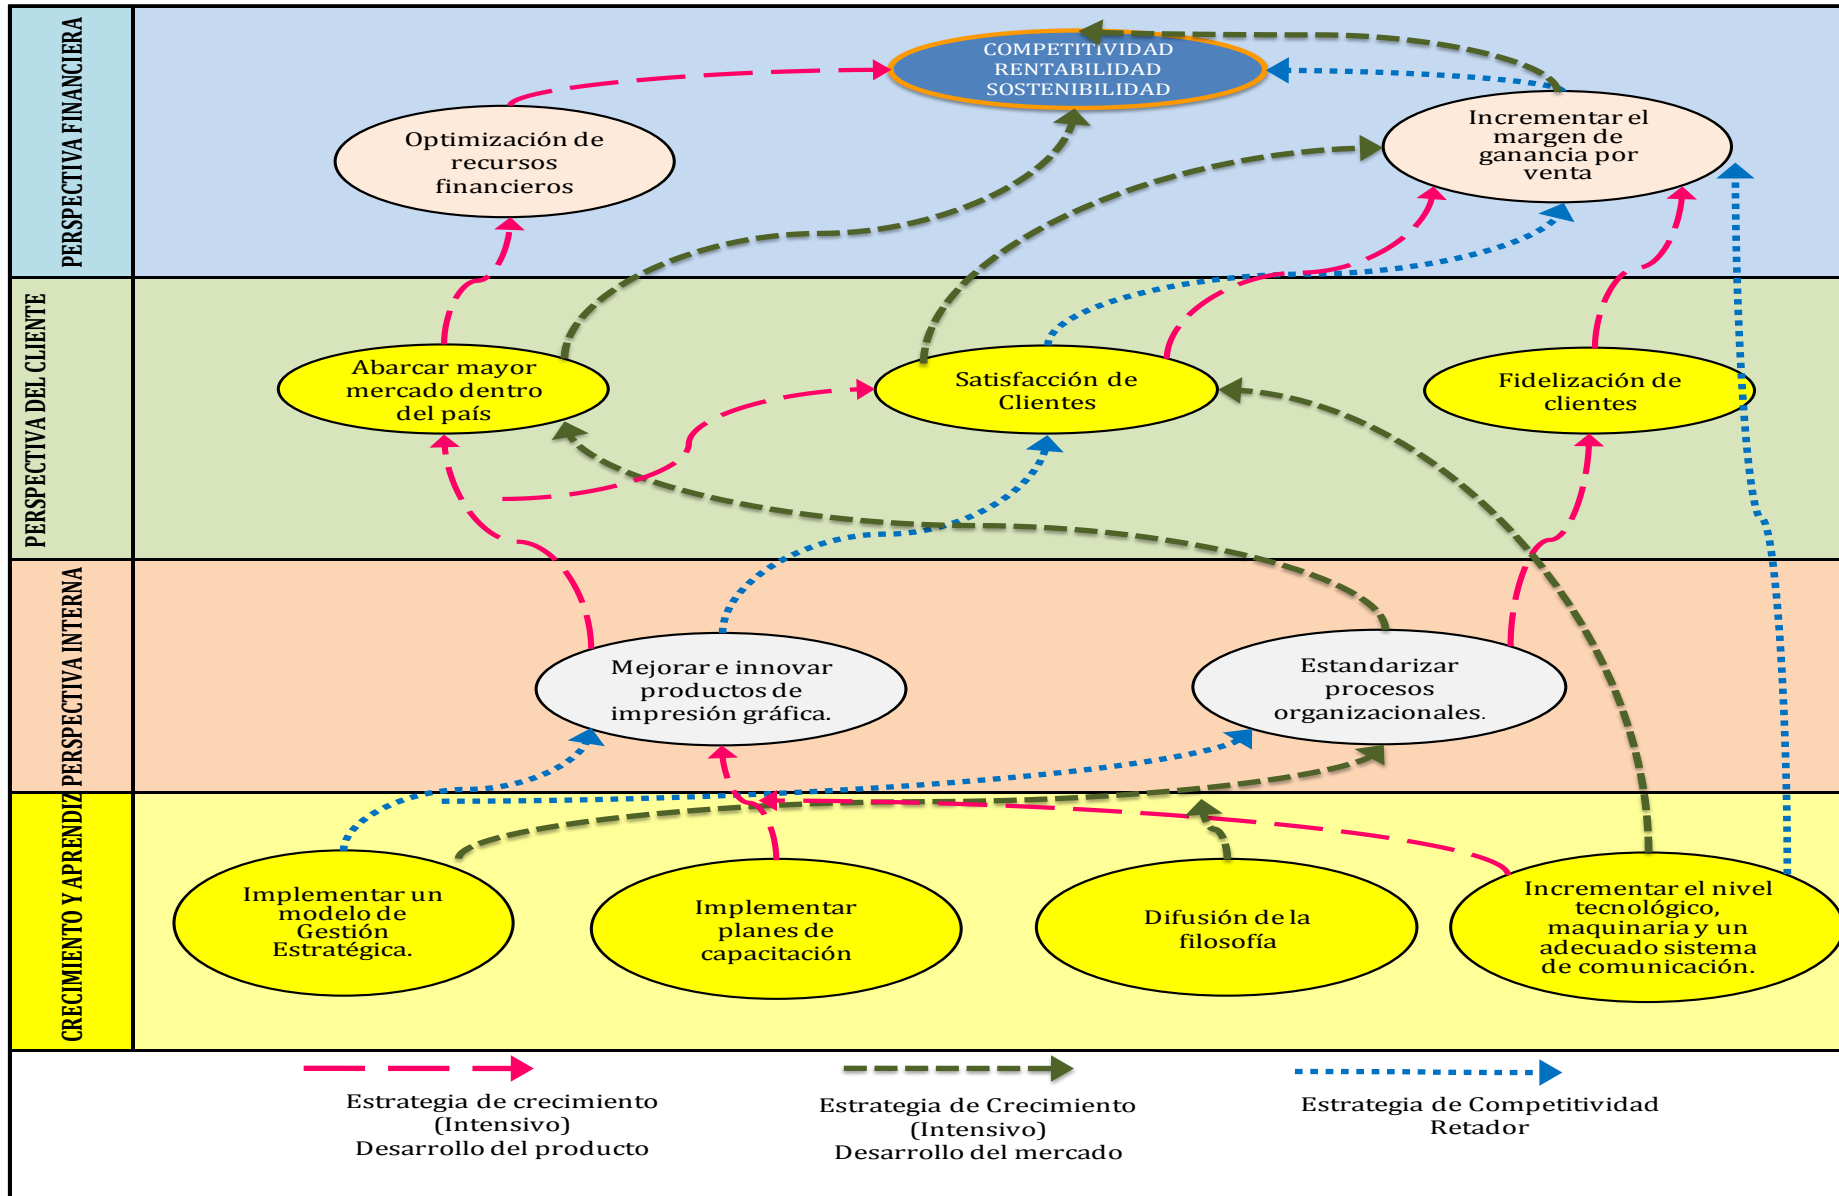 PERSPECTIVA FINANCIERA
COMPETITIVIDAD
RENTABILIDAD
SOSTENIBILIDAD
Optimización de
recursos
financieros
Incrementar el
margen de
ganancia por
venta
PERSPECTIVA DEL CLIENTE
Abarcar mayor
mercado dentro
del país
Satisfacción de
Clientes
Fidelización de
clientes
PERSPECTIVA INTERNA
Mejorar e innovar
productos de
impresión gráfica.
Estandarizar
procesos
organizacionales.
CRECIMIENTO Y APRENDIZ
Implementar un
modelo de
Gestión
Estratégica.
Implementar
planes de
capacitación
Difusión de la
filosofía
Incrementar el nivel
tecnológico,
maquinaria y un
adecuado sistema
de comunicación.
Estrategia de crecimiento
(Intensivo)
Desarrollo del producto
Estrategia de Crecimiento
(Intensivo)
Desarrollo del mercado
Estrategia de Competitividad
Retador